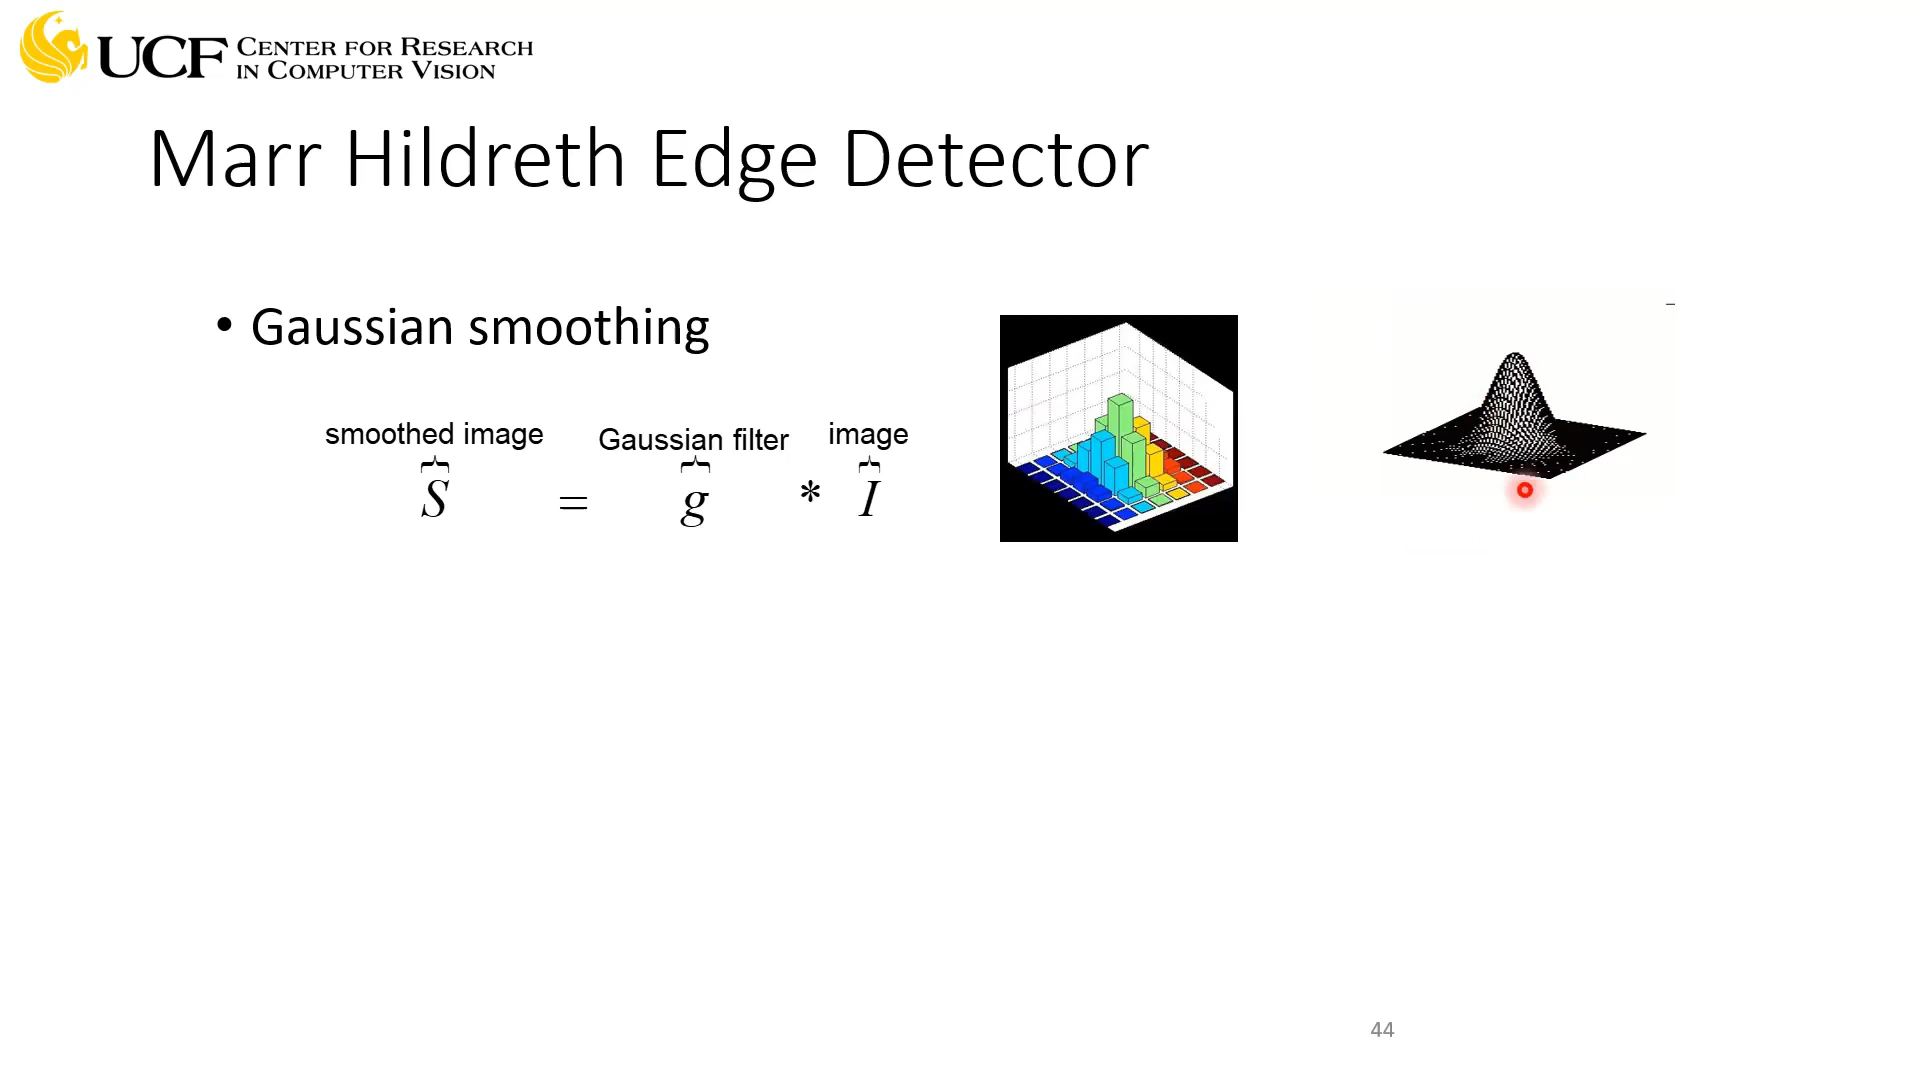 UCF CENTER FOR RESEARCH
IN COMPUTER VISION
Marr Hildreth Edge Detector
• Gaussian smoothing
smoothed image Gaussian filter image
S = g * I
44